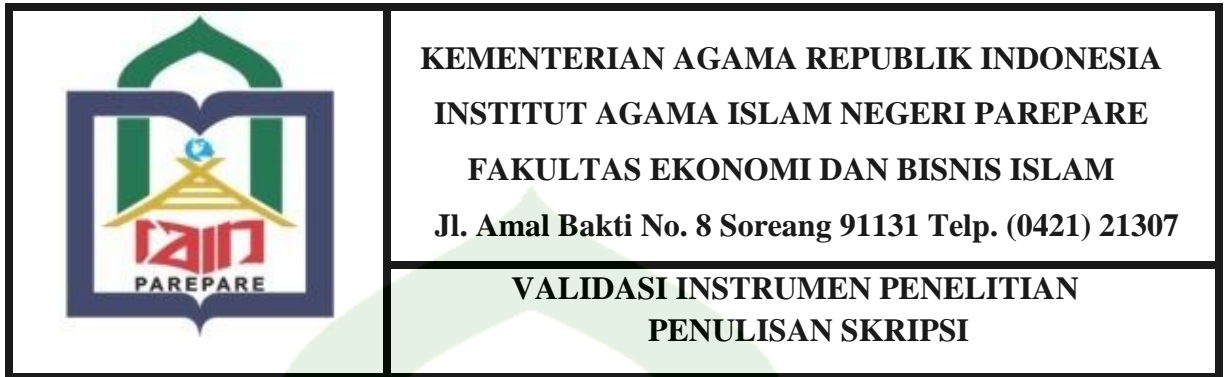 iain
PAREPARE
KEMENTERIAN AGAMA REPUBLIK INDONESIA
INSTITUT AGAMA ISLAM NEGERI PAREPARE
FAKULTAS EKONOMI DAN BISNIS ISLAM
Jl. Amal Bakti No. 8 Soreang 91131 Telp. (0421) 21307
VALIDASI INSTRUMEN PENELITIAN
PENULISAN SKRIPSI